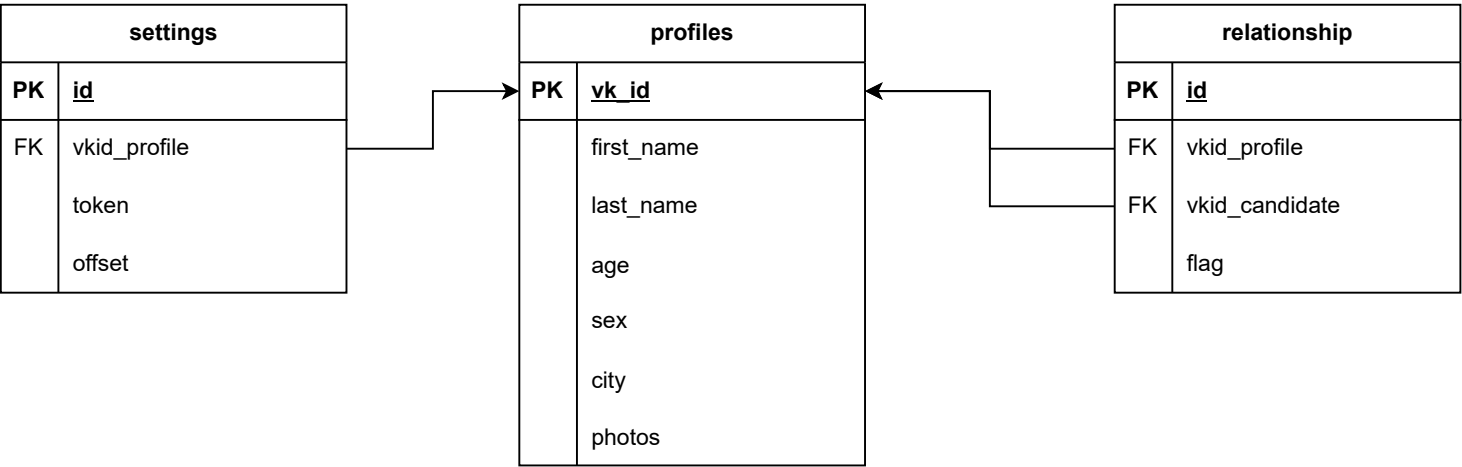 settings
PK id
FK vkid_profile
token
offset
profiles
PK vk_id
first_name
last_name
age
sex
city
photos
relationship
PK id
FK vkid_profile
FK vkid_candidate
flag